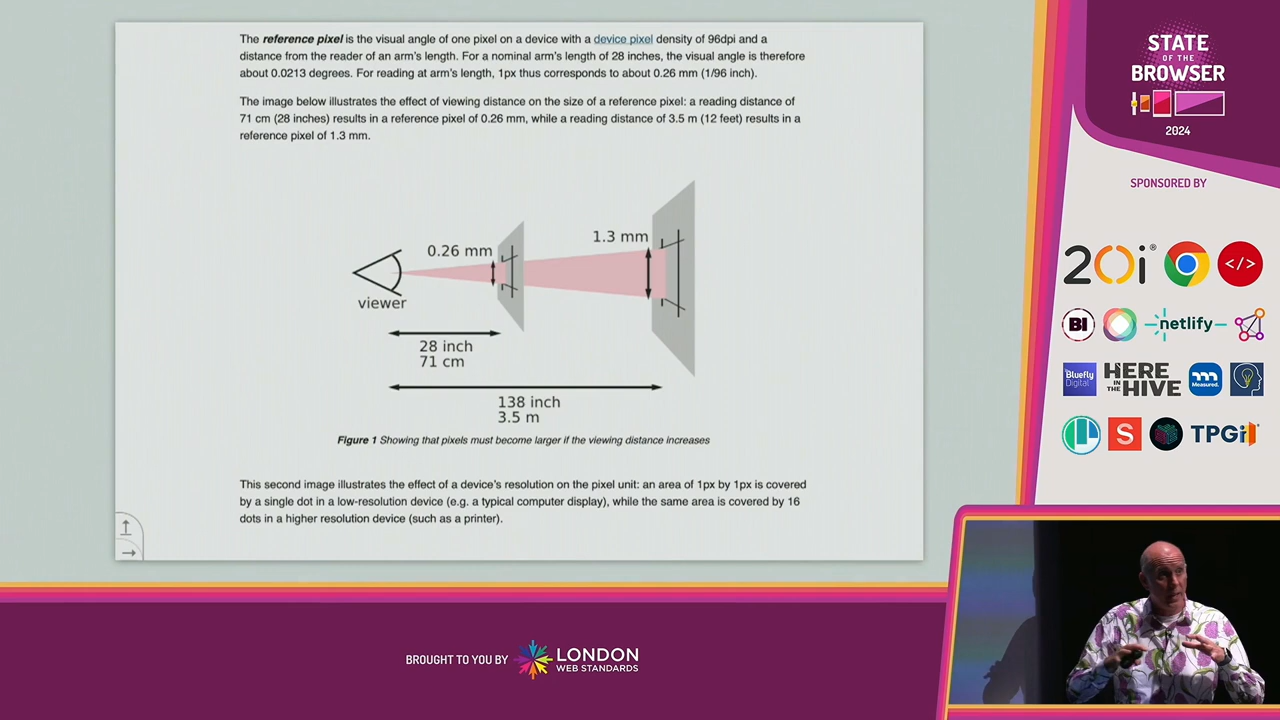 The reference pixel is the visual angle of one pixel on a device with a device pixel density of 96dpi and a
distance from the reader of an arm's length. For a nominal arm's length of 28 inches, the visual angle is therefore
about 0.0213 degrees. For reading at arm's length, 1px thus corresponds to about 0.26 mm (1/96 inch).
The image below illustrates the effect of viewing distance on the size of a reference pixel: a reading distance of
71 cm (28 inches) results in a reference pixel of 0.26 mm, while a reading distance of 3.5 m (12 feet) results in a
reference pixel of 1.3 mm.
0.26 mm
1.3 mm
viewer
28 inch
71 cm
138 inch
3.5 m
Figure 1 Showing that pixels must become larger if the viewing distance increases
This second image illustrates the effect of a device's resolution on the pixel unit: an area of 1px by 1px is covered
by a single dot in a low-resolution device (e.g. a typical computer display), while the same area is covered by 16
dots in a higher resolution device (such as a printer).
STATE
OF THE
BROWSER
2024
SPONSORED BY
20i®
</>
BI
netlify
Bluefly
Digital
HERE
IN THE
HIVE
Measured.
S
TPGi
BROUGHT TO YOU BY
LONDON
WEB STANDARDS